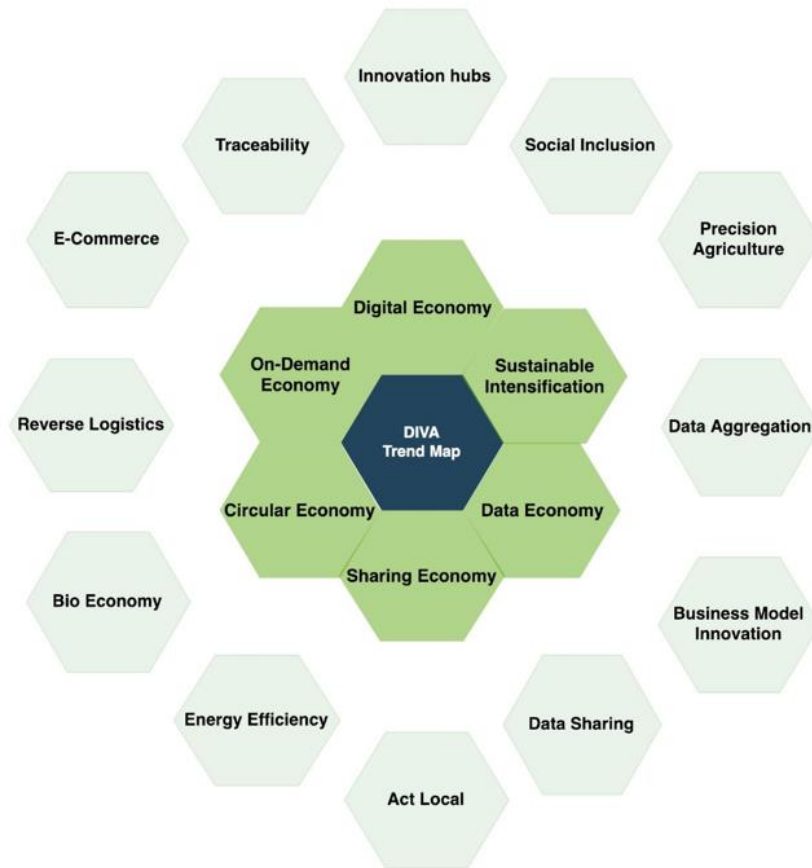 Innovation hubs
Traceability
Social Inclusion
E-Commerce
Precision
Agriculture
Digital Economy
On-Demand
Economy
Sustainable
Intensification
Reverse Logistics
DIVA
Trend Map
Data Aggregation
Circular Economy
Data Economy
Sharing Economy
Bio Economy
Business Model
Innovation
Energy Efficiency
Data Sharing
Act Local